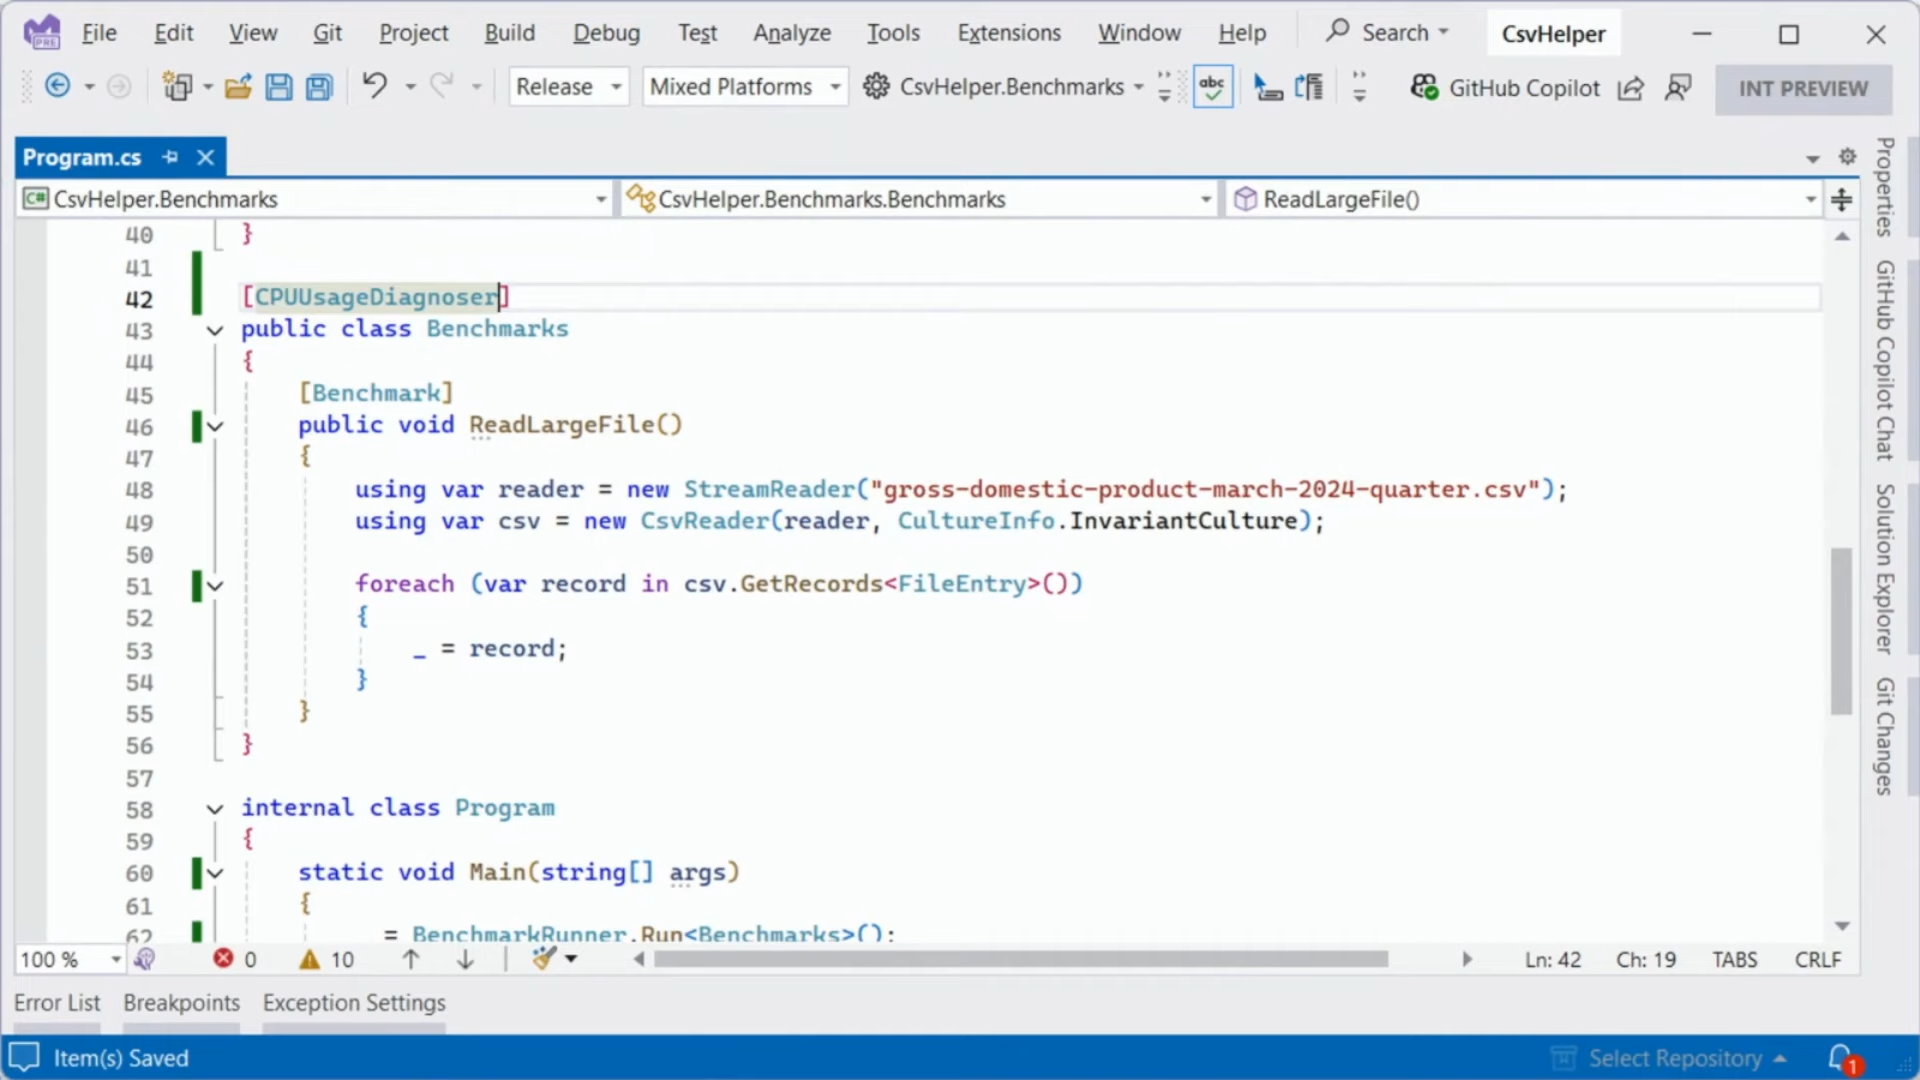 PRE File Edit View Git Project Build Debug Test Analyze Tools Extensions Window Help Search CsvHelper
Release Mixed Platforms CsvHelper.Benchmarks abc GitHub Copilot INT PREVIEW
Program.cs
C# CsvHelper.Benchmarks CsvHelper.Benchmarks.Benchmarks ReadLargeFile()
40 }
41
42 [CPUUsageDiagnoser]
43 public class Benchmarks
44 {
45 [Benchmark]
46 public void ReadLargeFile()
47 {
48 using var reader = new StreamReader("gross-domestic-product-march-2024-quarter.csv");
49 using var csv = new CsvReader(reader, CultureInfo.InvariantCulture);
50
51 foreach (var record in csv.GetRecords<FileEntry>())
52 {
53 _ = record;
54 }
55 }
56 }
57
58 internal class Program
59 {
60 static void Main(string[] args)
61 {
62 = BenchmarkRunner.Run<Benchmarks>();
100 % 0 10 Ln: 42 Ch: 19 TABS CRLF
Error List Breakpoints Exception Settings
Item(s) Saved Select Repository 1
Properties
GitHub Copilot Chat
Solution Explorer
Git Changes